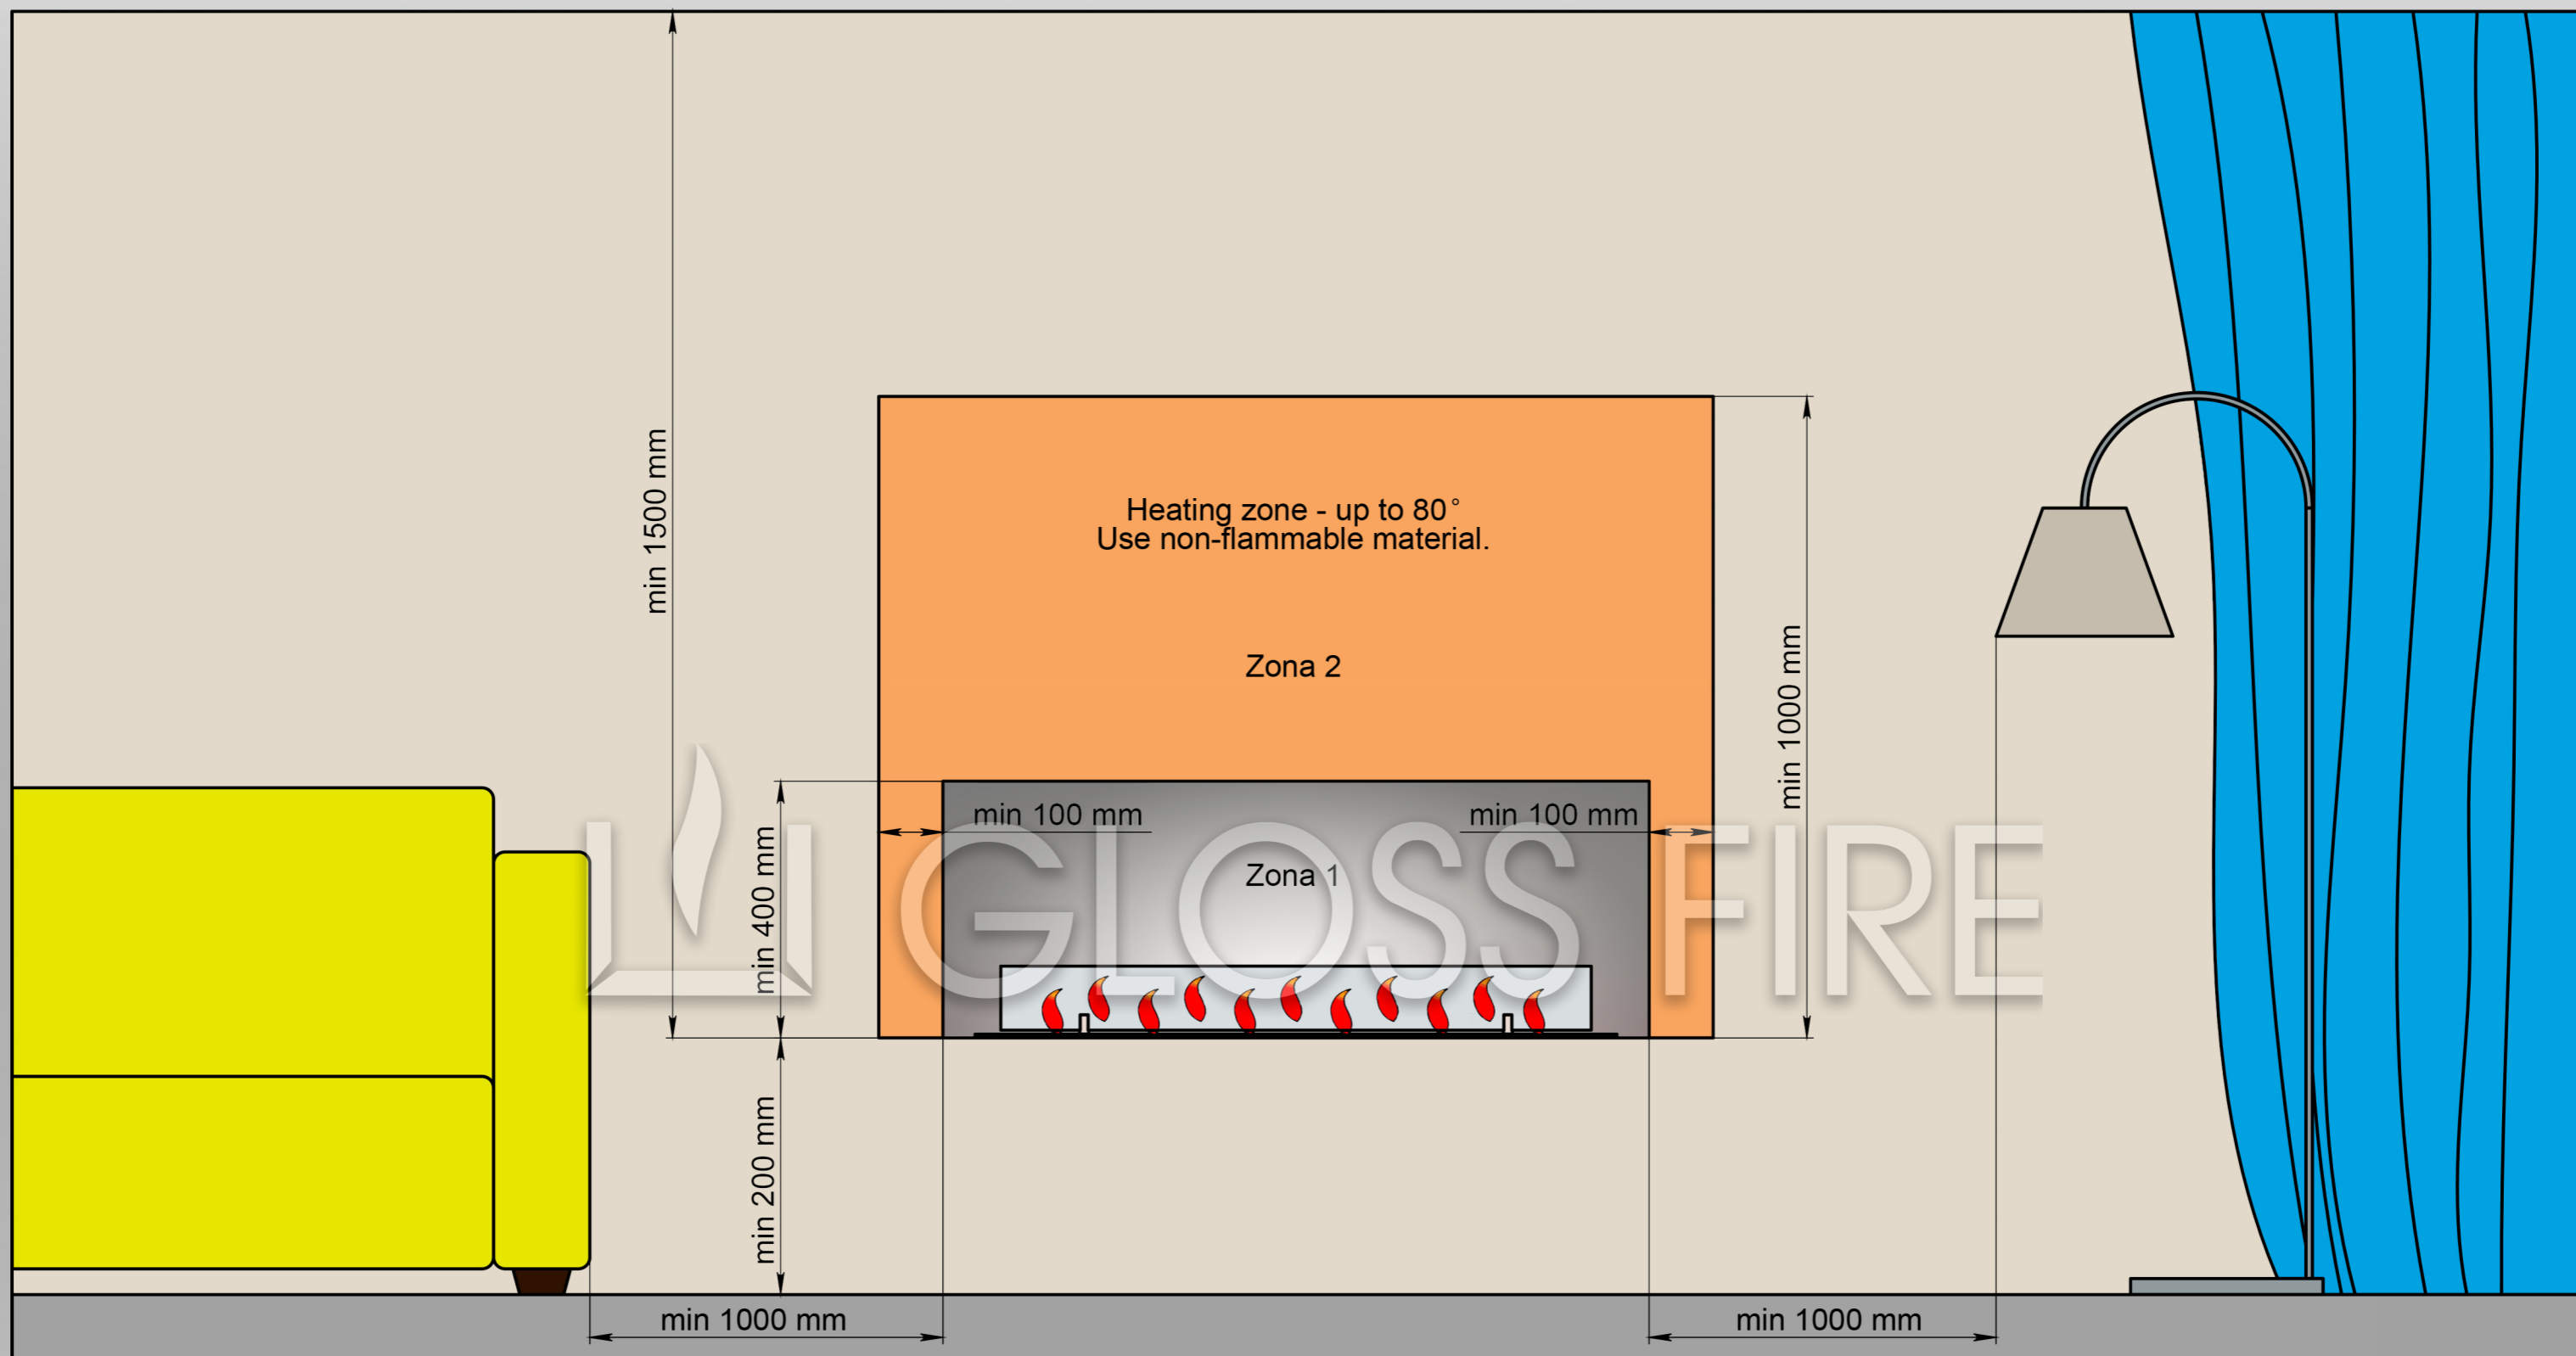 min 1500 mm
Heating zone - up to 80°
Use non-flammable material.
Zona 2
min 1000 mm
min 100 mm
min 100 mm
min 400 mm
Zona 1
GLOSS FIRE
min 200 mm
min 1000 mm
min 1000 mm